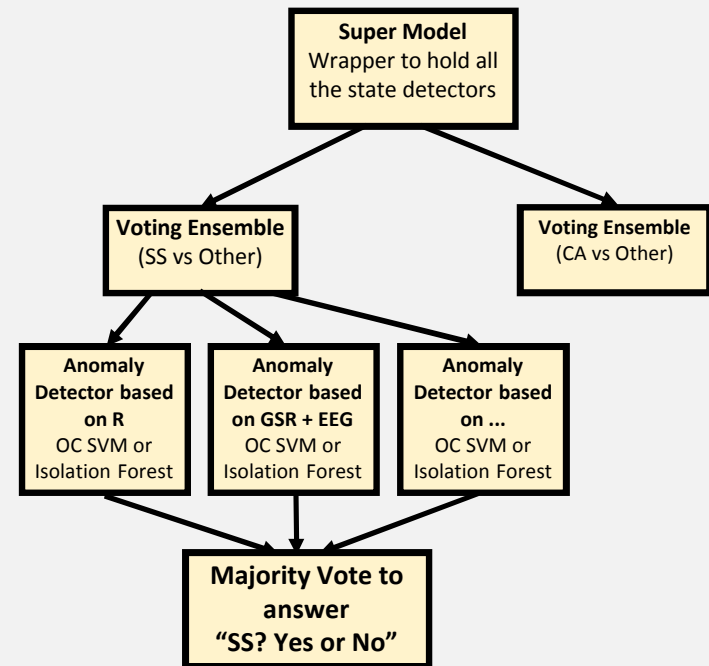 Super Model
Wrapper to hold all
the state detectors
Voting Ensemble
(SS vs Other)
Voting Ensemble
(CA vs Other)
Anomaly
Detector based
on R
OC SVM or
Isolation Forest
Anomaly
Detector based
on GSR + EEG
OC SVM or
Isolation Forest
Anomaly
Detector based
on ...
OC SVM or
Isolation Forest
Majority Vote to
answer
“SS? Yes or No”